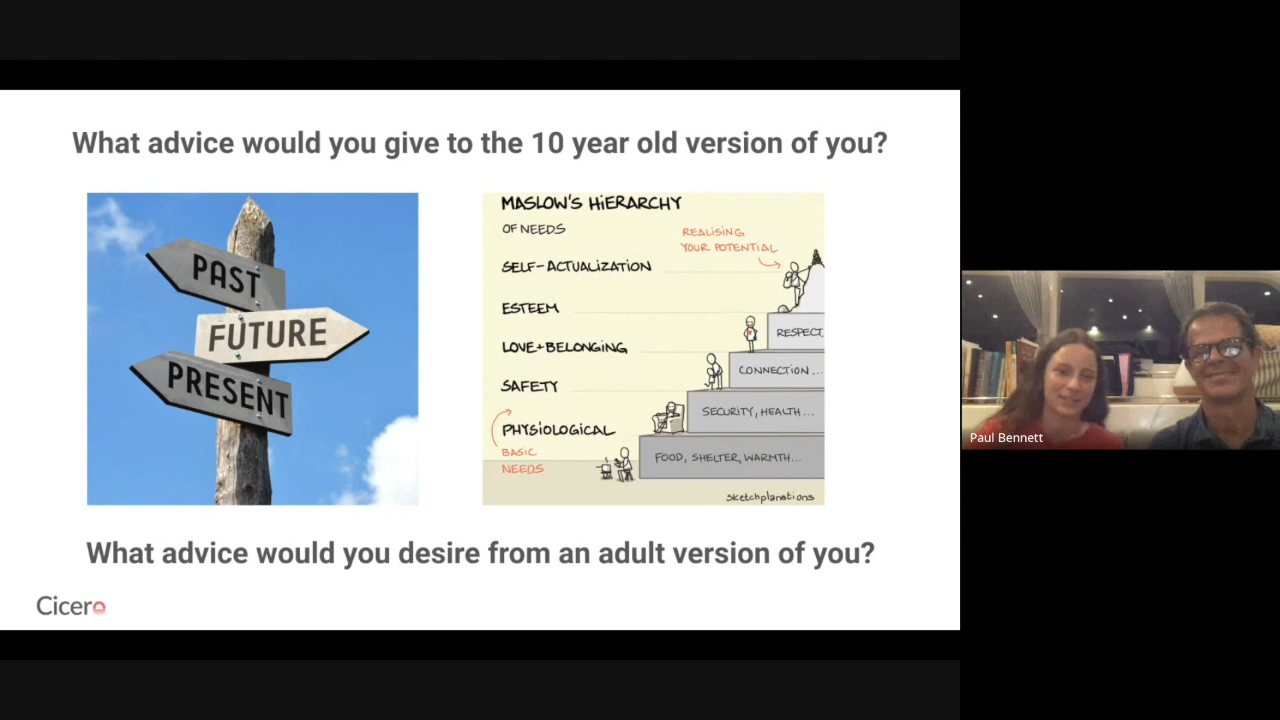 What advice would you give to the 10 year old version of you?
PAST
FUTURE
PRESENT
MASLOW'S HiERARCHY
OF NEEDS
REALISING
YOUR POTENTIAL
SELF-ACTUALiZATION
ESTEEM
RESPECT
LOVE+BELONGiNG
CONNECTION...
SAFETY
SECURITY, HEALTH...
PHYSiOLOGiCAL
BASIC
NEEDS
FOOD, SHELTER, WARMTH...
sketchplanations
What advice would you desire from an adult version of you?
Cicero
Paul Bennett